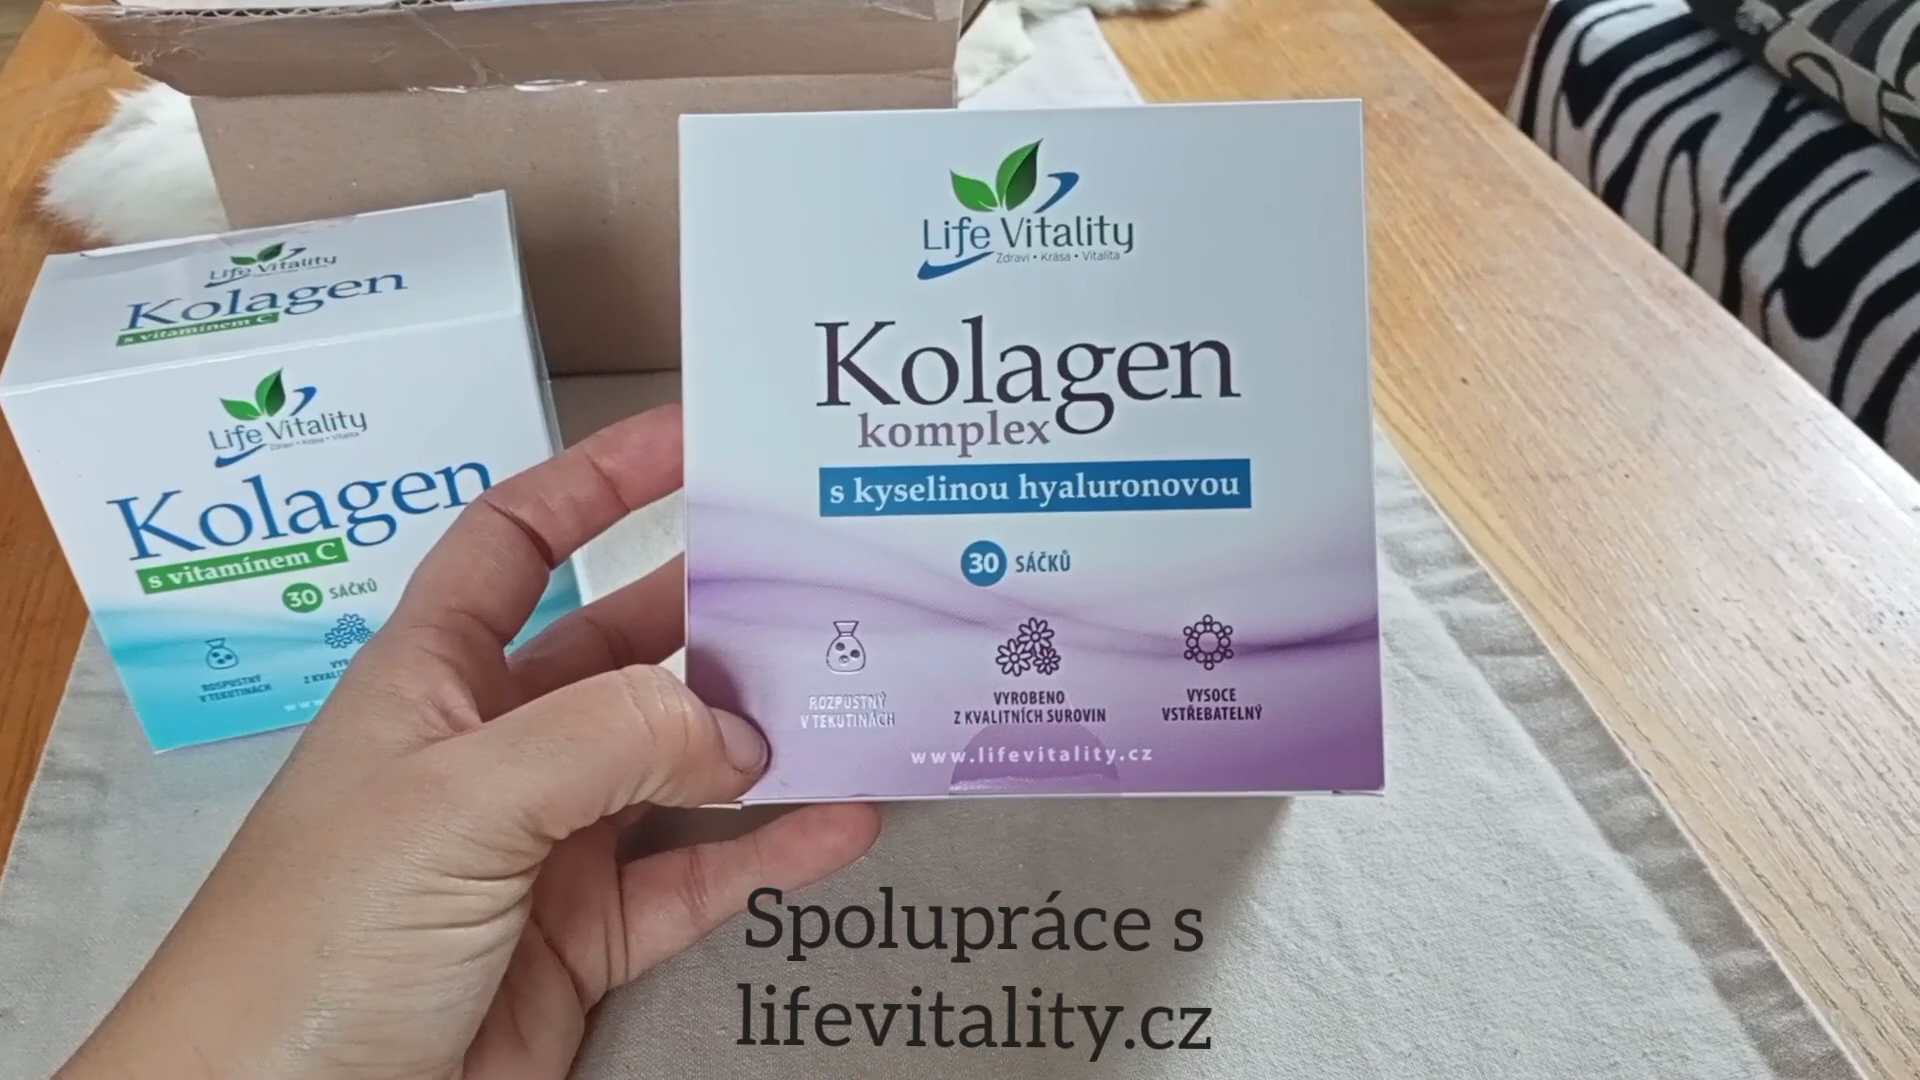 Life Vitality
Kolagen
s vitamínem C
Life Vitality
Zdraví • Krása • Vitalita
Kolagen
s vitamínem C
30 SÁČKŮ
ROZPUSTNÝ
V TEKUTINÁCH
Life Vitality
Zdraví • Krása • Vitalita
Kolagen
komplex
s kyselinou hyaluronovou
30 SÁČKŮ
ROZPUSTNÝ
V TEKUTINÁCH
VYROBENO
Z KVALITNÍCH SUROVIN
VYSOCE
VSTŘEBATELNÝ
www.lifevitality.cz
Spolupráce s
lifevitality.cz